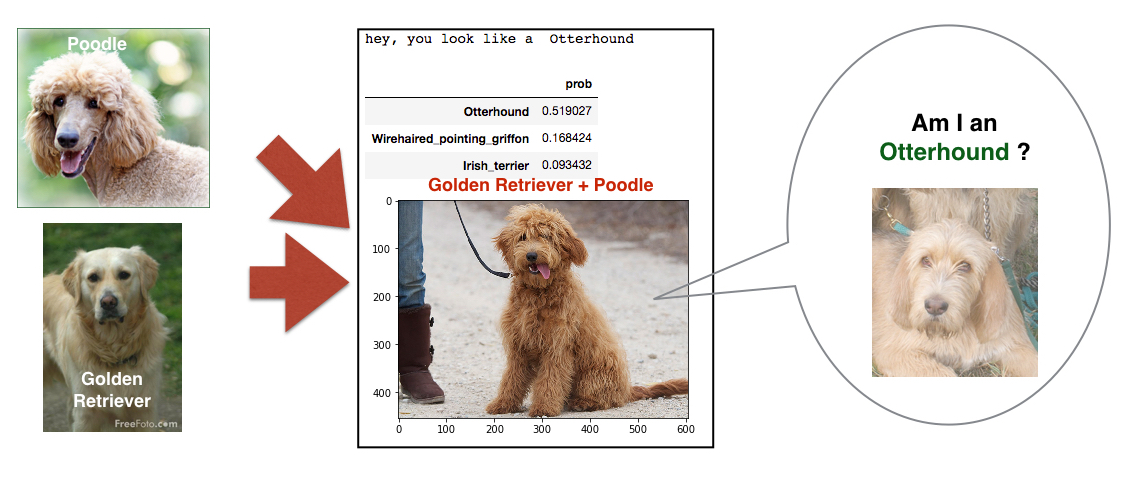 Poodle
Golden
Retriever
FreeFoto.com
hey, you look like a  Otterhound
prob
Otterhound 0.519027
Wirehaired_pointing_griffon 0.168424
Irish_terrier 0.093432
Golden Retriever + Poodle
0
100
200
300
400
0 100 200 300 400 500 600
Am I an
Otterhound ?